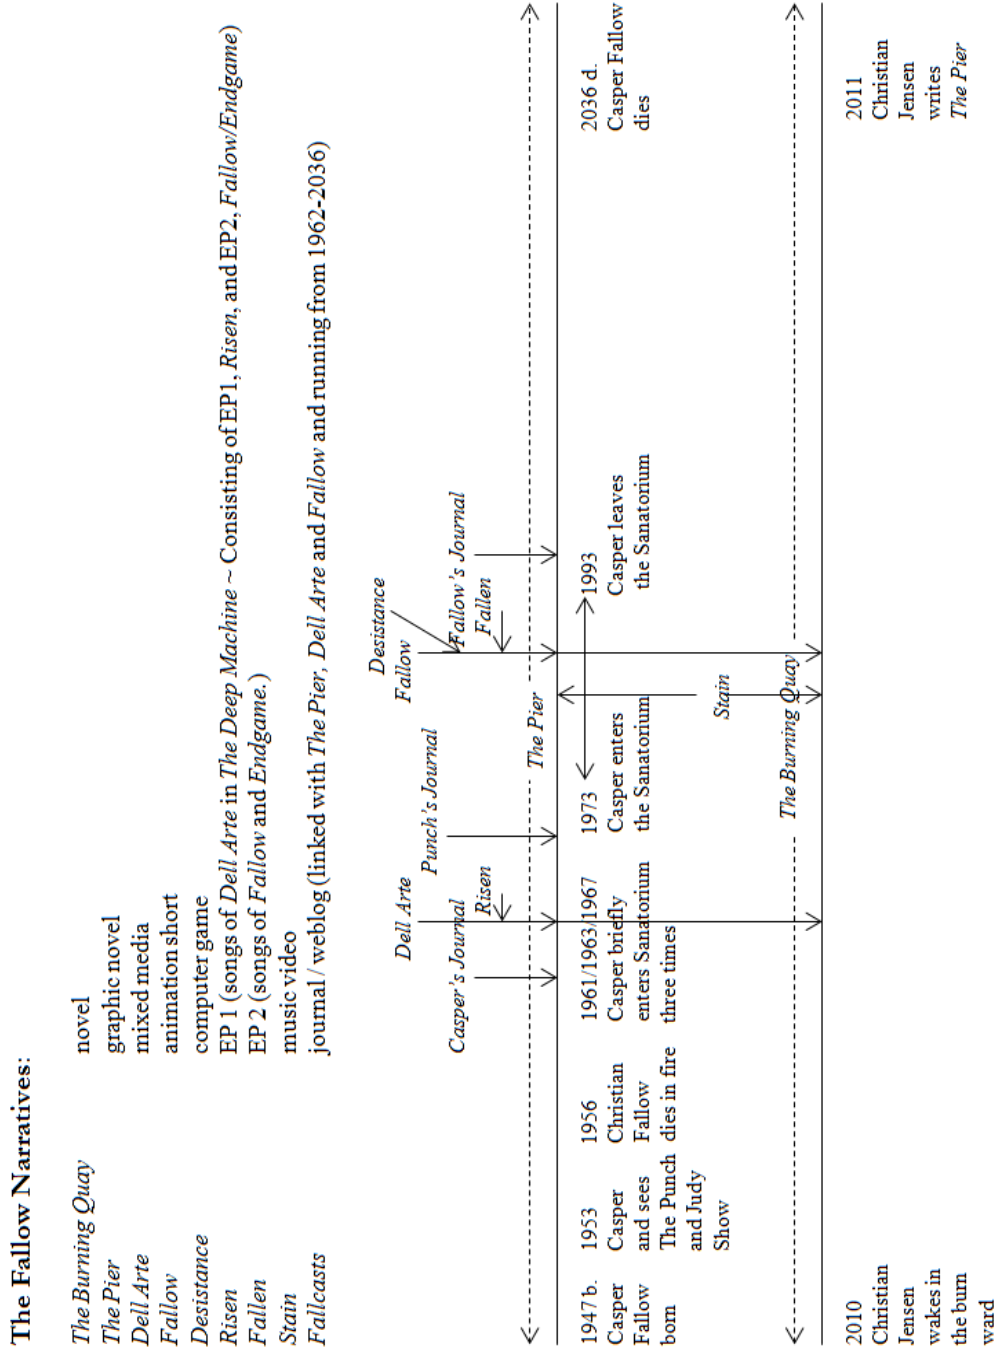 The Fallow Narratives:
The Burning Quay novel
The Pier graphic novel
Dell Arte mixed media
Fallow animation short
Desistance computer game
Risen EP 1 (songs of Dell Arte in The Deep Machine ~ Consisting of EP1, Risen, and EP2, Fallow/Endgame)
Fallen EP 2 (songs of Fallow and Endgame.)
Stain music video
Fallcasts journal / weblog (linked with The Pier, Dell Arte and Fallow and running from 1962-2036)
Desistance
Dell Arte
Fallow
Punch's Journal
Casper's Journal
Fallow's Journal
Risen
Fallen
The Pier
1947 b.
Casper
Fallow
born
1953
Casper
and sees
The Punch
and Judy
Show
1956
Christian
Fallow
dies in fire
1961/1963/1967
Casper briefly
enters Sanatorium
three times
1973
Casper enters
the Sanatorium
1993
Casper leaves
the Sanatorium
2036 d.
Casper Fallow
dies
Stain
The Burning Quay
2010
Christian
Jensen
wakes in
the burn
ward
2011
Christian
Jensen
writes
The Pier